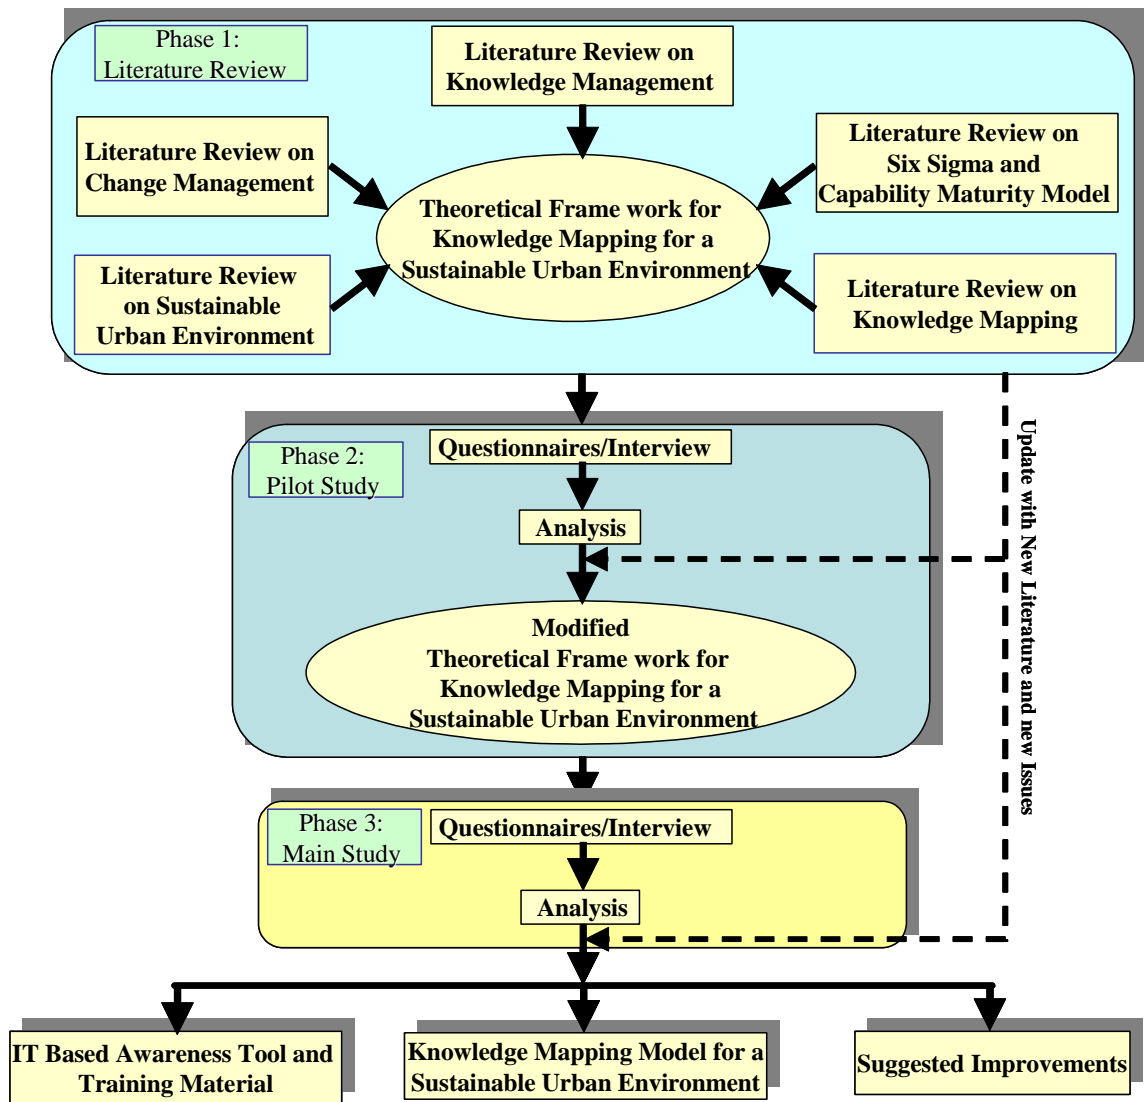 Phase 1:
Literature Review
Literature Review on
Knowledge Management
Literature Review on
Change Management
Literature Review on
Six Sigma and
Capability Maturity Model
Theoretical Frame work for
Knowledge Mapping for a
Sustainable Urban Environment
Literature Review
on Sustainable
Urban Environment
Literature Review on
Knowledge Mapping
Update with New Literature and new Issues
Phase 2:
Pilot Study
Questionnaires/Interview
Analysis
Modified
Theoretical Frame work for
Knowledge Mapping for a
Sustainable Urban Environment
Phase 3:
Main Study
Questionnaires/Interview
Analysis
IT Based Awareness Tool and
Training Material
Knowledge Mapping Model for a
Sustainable Urban Environment
Suggested Improvements